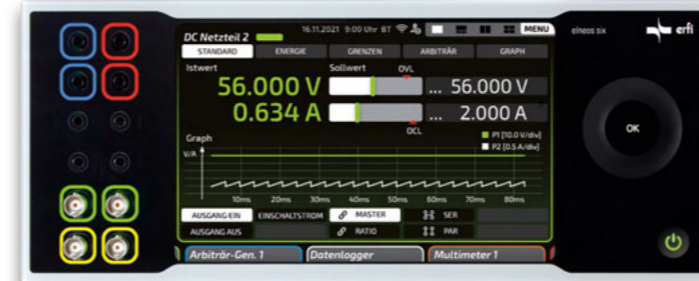 DC Netzteil 2 16.11.2021 9:00 Uhr BT MENU
STANDARD ENERGIE GRENZEN ARBITRÄR GRAPH
Istwert Sollwert OVL
56.000 V ... 56.000 V
0.634 A ... 2.000 A
OCL
Graph P1 [10.0 V/div]
V/A P2 [0.5 A/div]
10ms 20ms 30ms 40ms 50ms 60ms 70ms 80ms
AUSGANG EIN EINSCHALTSTROM MASTER SER
AUSGANG AUS RATIO PAR
Arbiträr-Gen. 1 Datenlogger Multimeter 1
elneos six erfi
OK